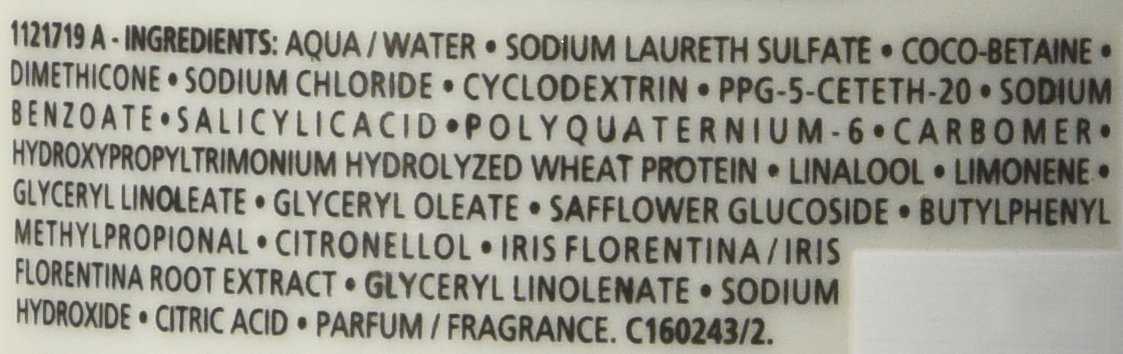 1121719 A - INGREDIENTS: AQUA / WATER • SODIUM LAURETH SULFATE • COCO-BETAINE •
DIMETHICONE • SODIUM CHLORIDE • CYCLODEXTRIN • PPG-5-CETETH-20 • SODIUM
BENZOATE • SALICYLIC ACID • POLYQUATERNIUM-6 • CARBOMER •
HYDROXYPROPYLTRIMONIUM HYDROLYZED WHEAT PROTEIN • LINALOOL • LIMONENE •
GLYCERYL LINOLEATE • GLYCERYL OLEATE • SAFFLOWER GLUCOSIDE • BUTYLPHENYL
METHYLPROPIONAL • CITRONELLOL • IRIS FLORENTINA / IRIS
FLORENTINA ROOT EXTRACT • GLYCERYL LINOLENATE • SODIUM
HYDROXIDE • CITRIC ACID • PARFUM / FRAGRANCE. C160243/2.